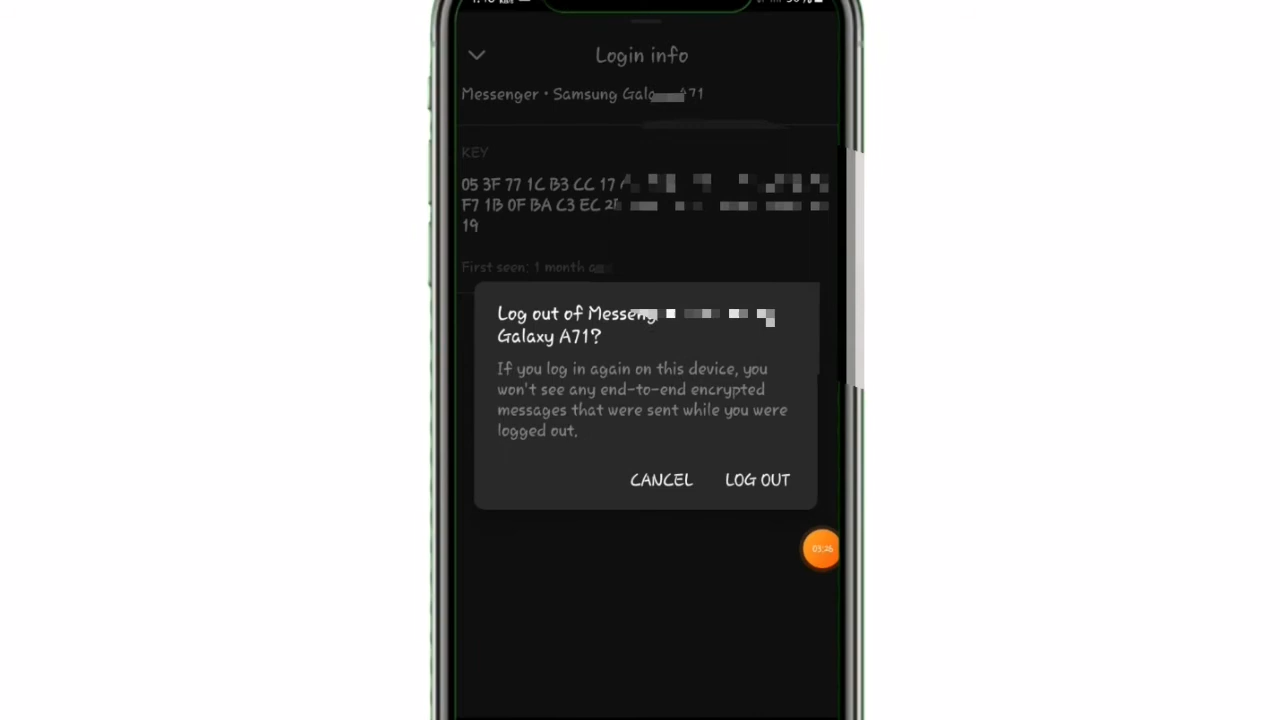 Login info
Messenger • Samsung Gala A71
KEY
05 3F 77 1C B3 CC 17
F7 1B 0F BA C3 EC
19
First seen: 1 month
Log out of Messeng
Galaxy A71?
If you log in again on this device, you
won't see any end-to-end encrypted
messages that were sent while you were
logged out.
CANCEL LOG OUT
03:46